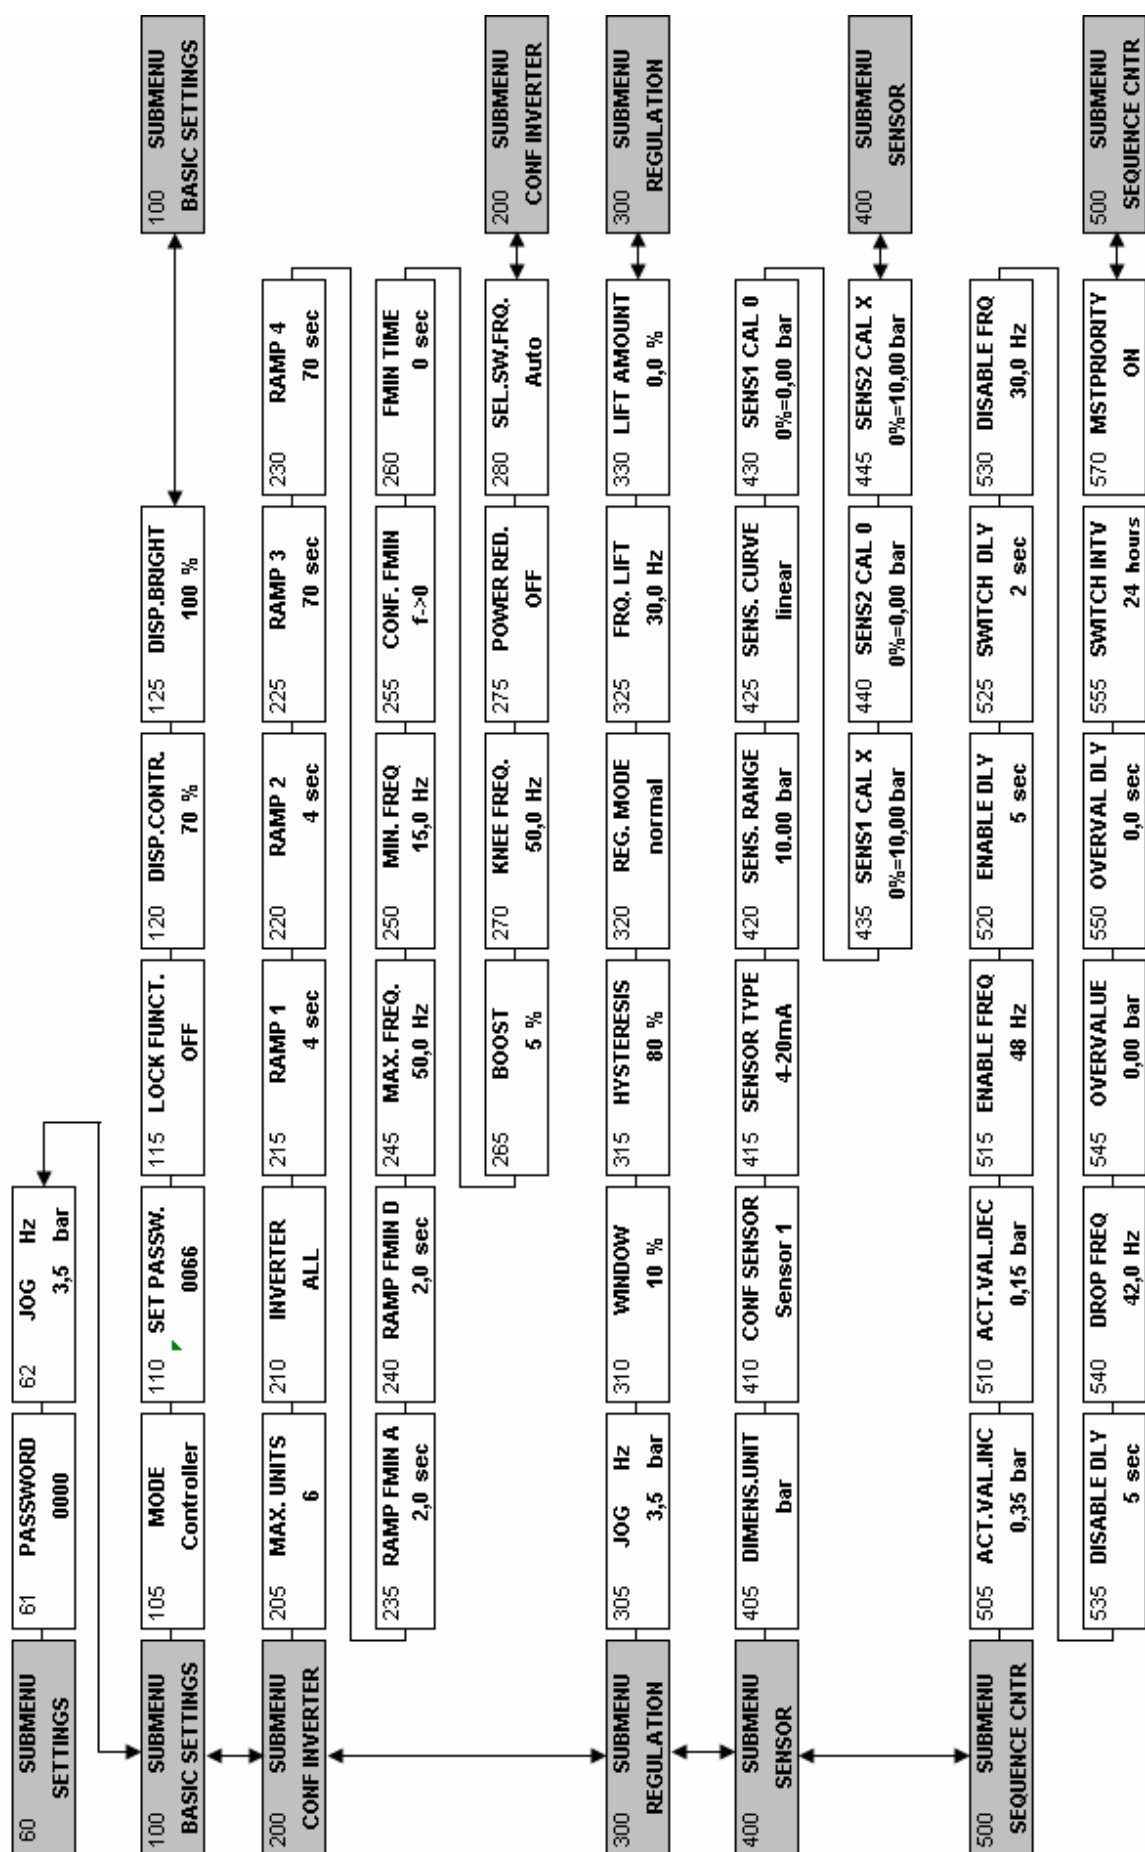 60 SUBMENU
SETTINGS
61 PASSWORD
0000
62 JOG Hz
3,5 bar
100 SUBMENU
BASIC SETTINGS
105 MODE
Controller
110 SET PASSW.
0066
115 LOCK FUNCT.
OFF
120 DISP.CONTR.
70 %
125 DISP.BRIGHT
100 %
100 SUBMENU
BASIC SETTINGS
200 SUBMENU
CONF INVERTER
205 MAX. UNITS
6
210 INVERTER
ALL
215 RAMP 1
4 sec
220 RAMP 2
4 sec
225 RAMP 3
70 sec
230 RAMP 4
70 sec
235 RAMP FMIN A
2,0 sec
240 RAMP FMIN D
2,0 sec
245 MAX. FREQ.
50,0 Hz
250 MIN. FREQ
15,0 Hz
255 CONF. FMIN
f->0
260 FMIN TIME
0 sec
265 BOOST
5 %
270 KNEE FREQ.
50,0 Hz
275 POWER RED.
OFF
280 SEL.SW.FRQ.
Auto
200 SUBMENU
CONF INVERTER
300 SUBMENU
REGULATION
305 JOG Hz
3,5 bar
310 WINDOW
10 %
315 HYSTERESIS
80 %
320 REG. MODE
normal
325 FRQ. LIFT
30,0 Hz
330 LIFT AMOUNT
0,0 %
300 SUBMENU
REGULATION
400 SUBMENU
SENSOR
405 DIMENS.UNIT
bar
410 CONF SENSOR
Sensor 1
415 SENSOR TYPE
4-20mA
420 SENS. RANGE
10.00 bar
425 SENS. CURVE
linear
430 SENS1 CAL 0
0%=0,00 bar
435 SENS1 CAL X
0%=10,00 bar
440 SENS2 CAL 0
0%=0,00 bar
445 SENS2 CAL X
0%=10,00 bar
400 SUBMENU
SENSOR
500 SUBMENU
SEQUENCE CNTR
505 ACT.VAL.INC
0,35 bar
510 ACT.VAL.DEC
0,15 bar
515 ENABLE FREQ
48 Hz
520 ENABLE DLY
5 sec
525 SWITCH DLY
2 sec
530 DISABLE FRQ
30,0 Hz
535 DISABLE DLY
5 sec
540 DROP FREQ
42,0 Hz
545 OVERVALUE
0,00 bar
550 OVERVAL DLY
0,0 sec
555 SWITCH INTV
24 hours
570 MSTPRIORITY
ON
500 SUBMENU
SEQUENCE CNTR